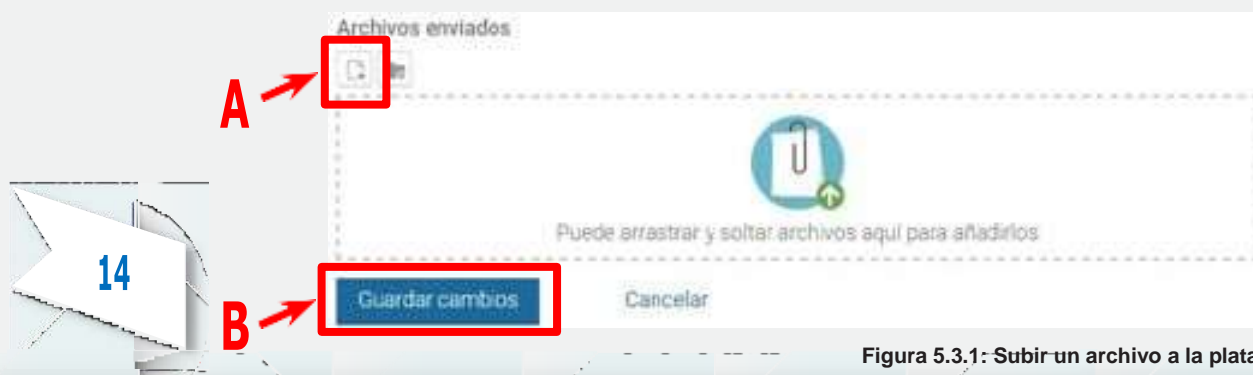 Archivos enviados
A
Puede arrastrar y soltar archivos aquí para añadirlos
14
Guardar cambios
Cancelar
B
Figura 5.3.1: Subir un archivo a la plata